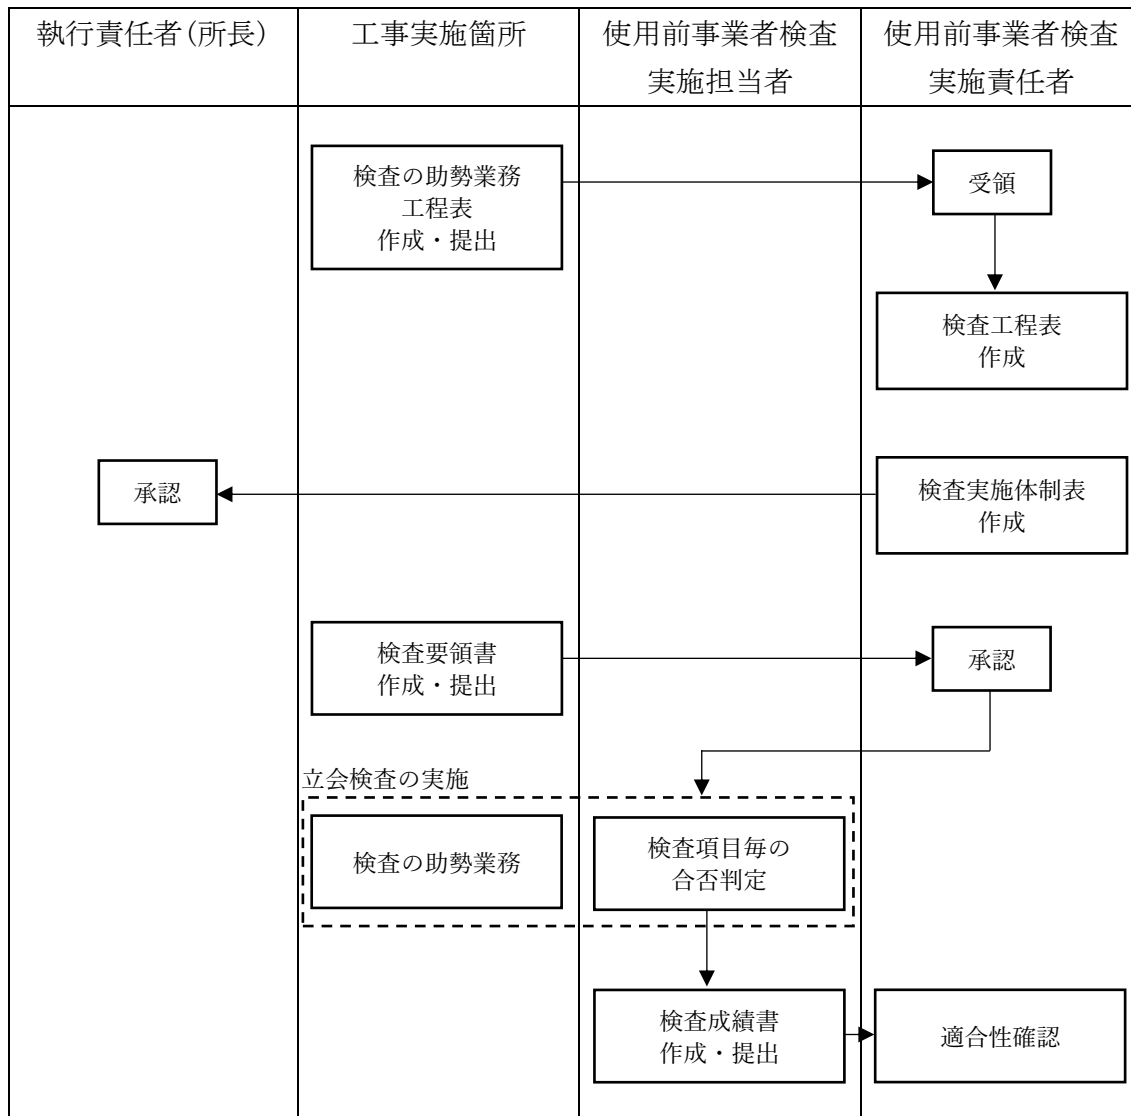 執行責任者(所長)
工事実施箇所
使用前事業者検査
実施担当者
使用前事業者検査
実施責任者
検査の助勢業務
工程表
作成・提出
受領
検査工程表
作成
承認
検査実施体制表
作成
検査要領書
作成・提出
承認
立会検査の実施
検査の助勢業務
検査項目毎の
合否判定
検査成績書
作成・提出
適合性確認